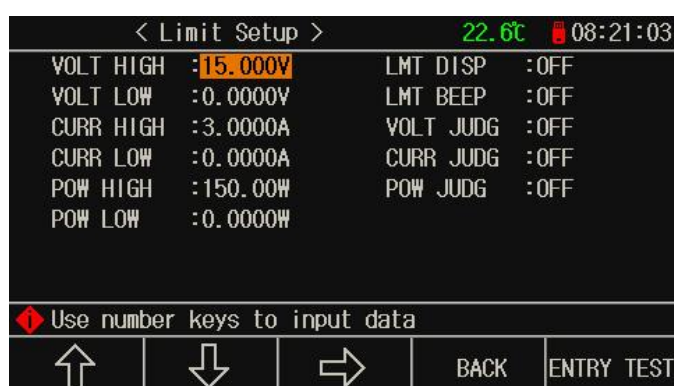 < Limit Setup > 22.6℃ 08:21:03
VOLT HIGH :15.000V LMT DISP :OFF
VOLT LOW :0.0000V LMT BEEP :OFF
CURR HIGH :3.0000A VOLT JUDG :OFF
CURR LOW :0.0000A CURR JUDG :OFF
POW HIGH :150.00W POW JUDG :OFF
POW LOW :0.0000W
Use number keys to input data
BACK ENTRY TEST